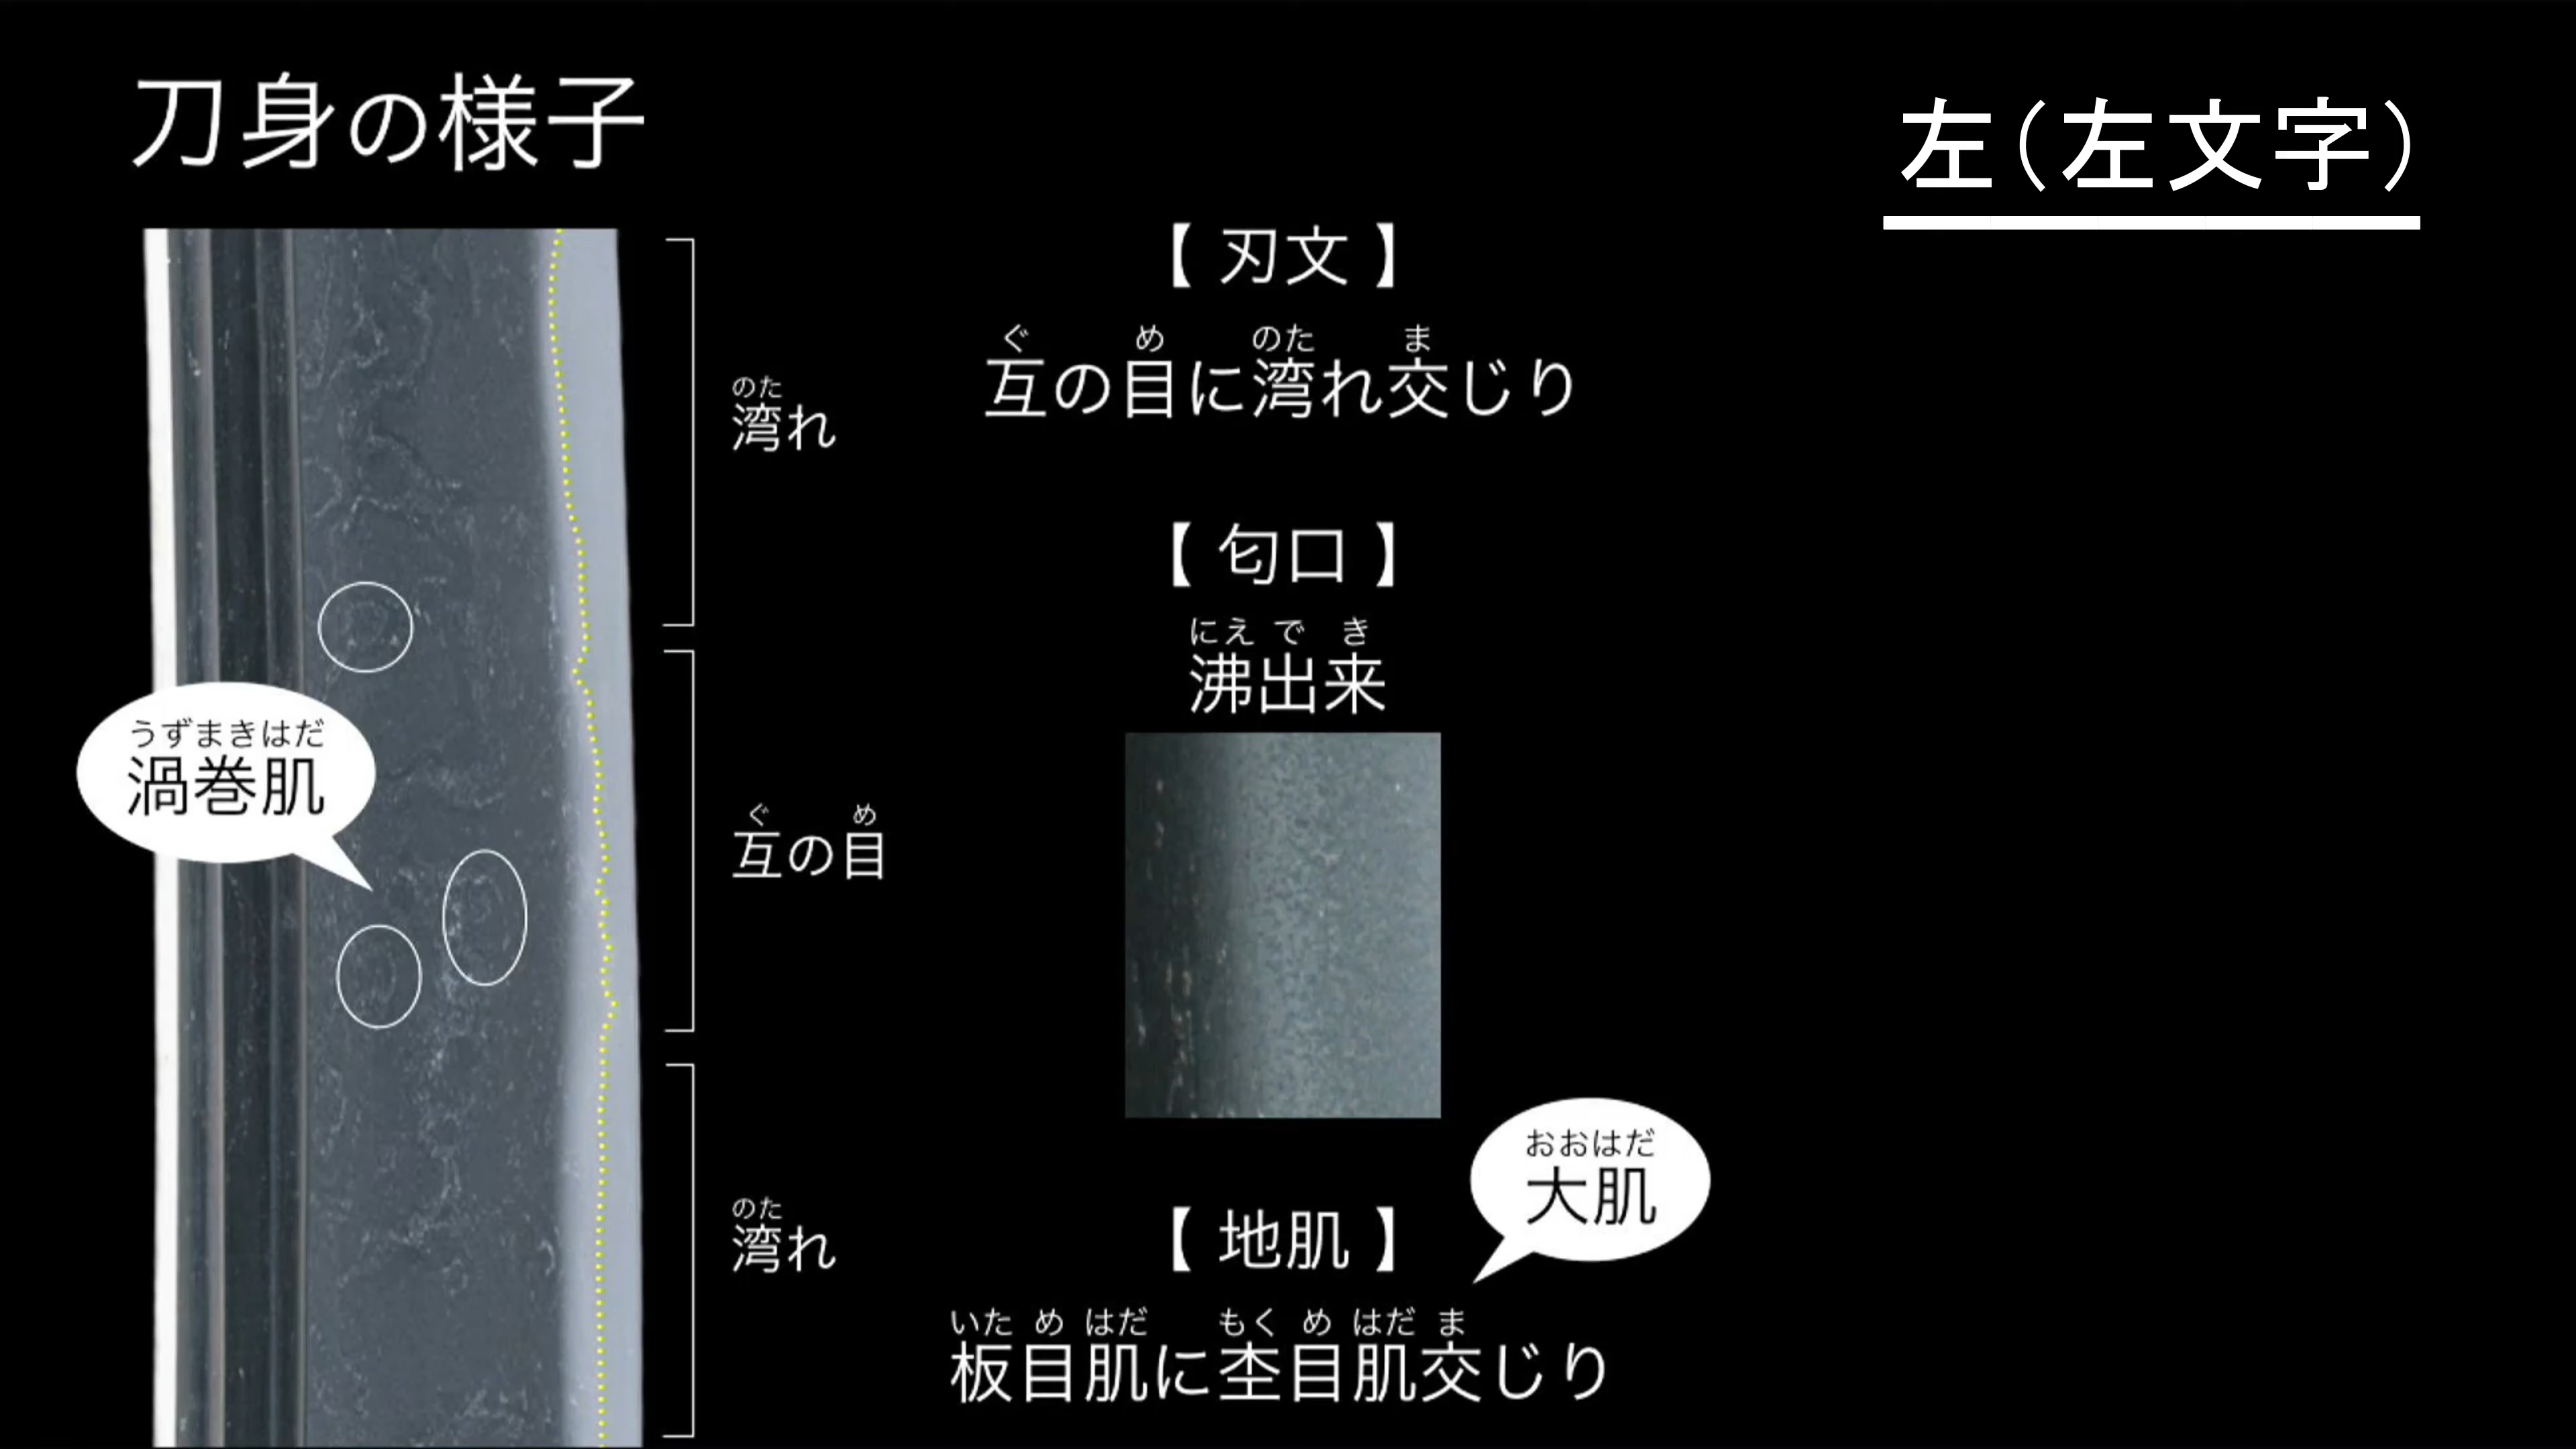 刀身の様子
左(左文字)
のた
湾れ
ぐ め
互の目
のた
湾れ
うずまきはだ
渦巻肌
【 刃文 】
ぐ め のた ま
互の目に湾れ交じり
【 匂口 】
にえ で き
沸出来
おおはだ
大肌
【 地肌 】
いた め はだ もく め はだ ま
板目肌に杢目肌交じり